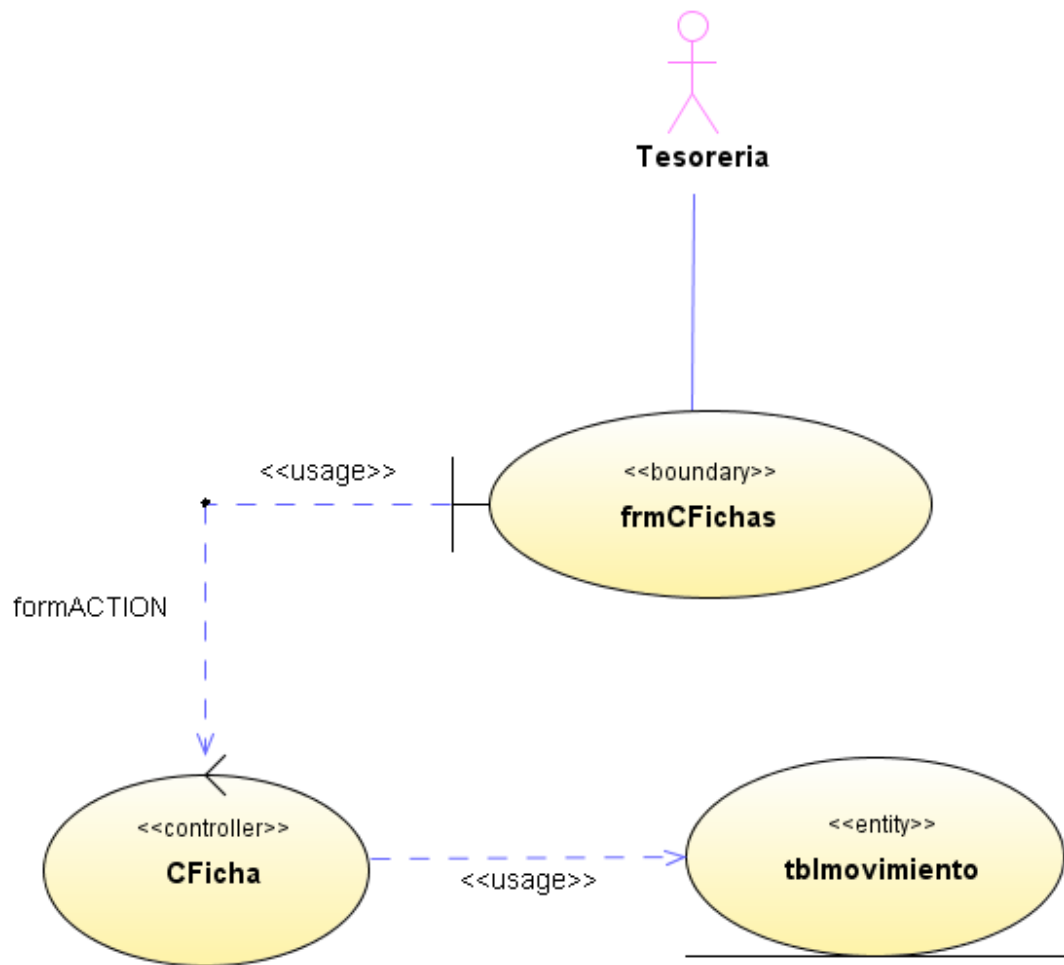 Tesoreria
<<usage>>
<<boundary>>
frmCFichas
formACTION
<<controller>>
CFicha
<<usage>>
<<entity>>
tblmovimiento